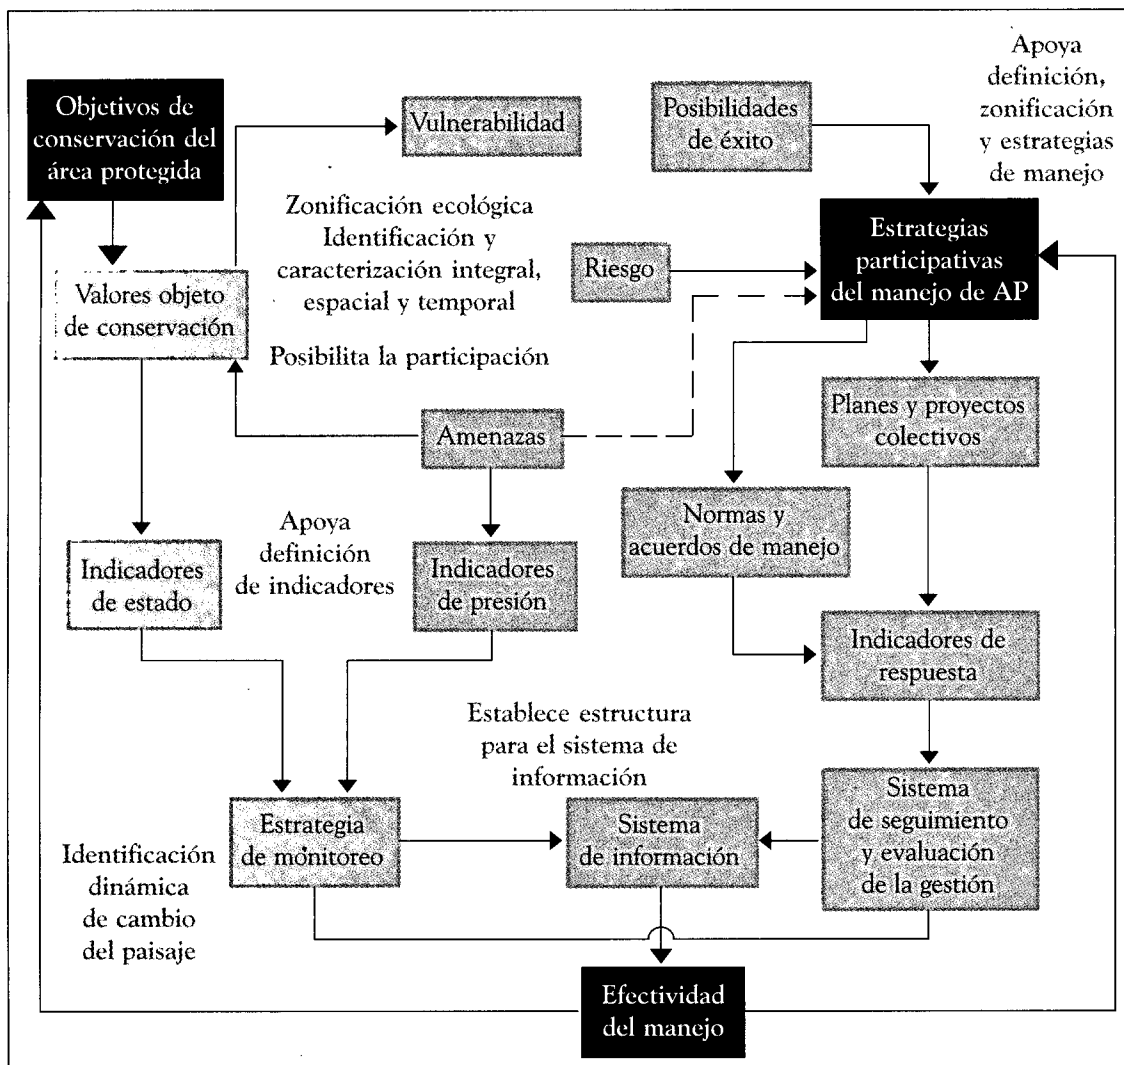 Objetivos de
conservación del
área protegida
Vulnerabilidad
Posibilidades
de éxito
Apoya
definición,
zonificación
y estrategias
de manejo
Zonificación ecológica
Identificación y
caracterización integral,
espacial y temporal
Riesgo
Estrategias
participativas
del manejo de AP
Valores objeto
de conservación
Posibilita la participación
Amenazas
Planes y proyectos
colectivos
Normas y
acuerdos de manejo
Apoya
definición
de indicadores
Indicadores
de estado
Indicadores
de presión
Indicadores de
respuesta
Establece estructura
para el sistema de
información
Estrategia
de monitoreo
Sistema
de información
Sistema
de seguimiento
y evaluación
de la gestión
Identificación
dinámica
de cambio
del paisaje
Efectividad
del manejo